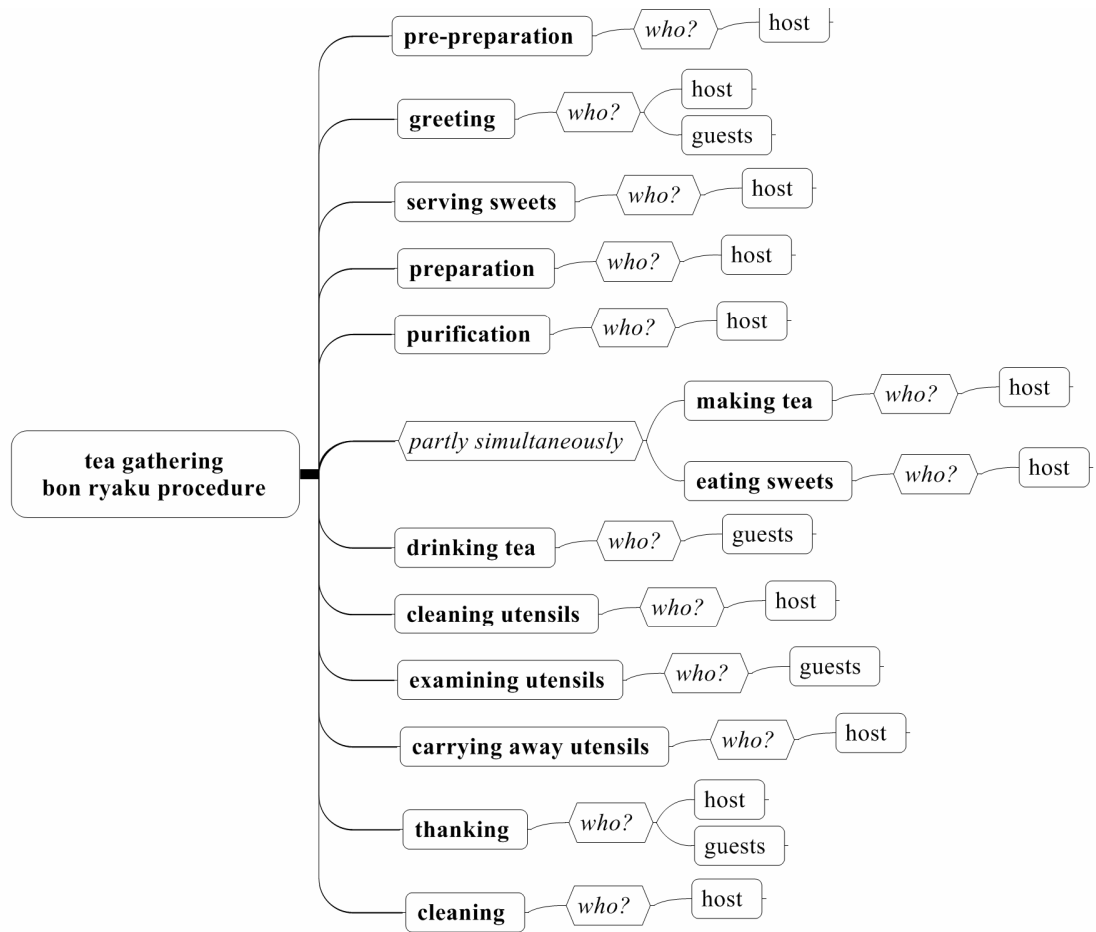 pre-preparation who? host
greeting who? host
guests
serving sweets who? host
preparation who? host
purification who? host
tea gathering
bon ryaku procedure
partly simultaneously
making tea who? host
eating sweets who? host
drinking tea who? guests
cleaning utensils who? host
examining utensils who? guests
carrying away utensils who? host
thanking who? host
guests
cleaning who? host